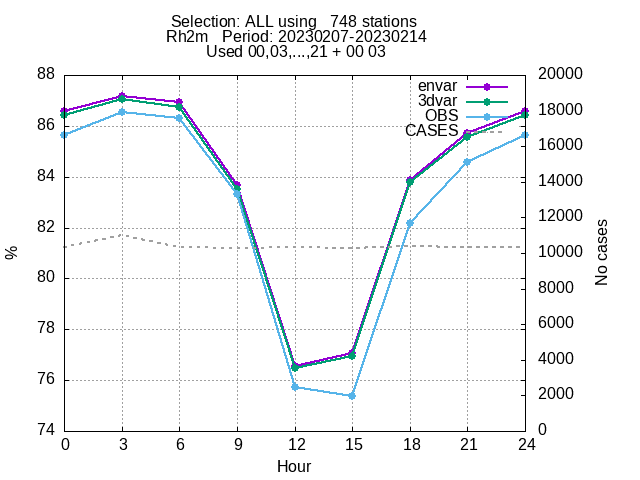 Selection: ALL using   748 stations
Rh2m   Period: 20230207-20230214
Used 00,03,...,21 + 00 03
envar
3dvar
OBS
CASES
88
86
84
82
80
78
76
74
%
20000
18000
16000
14000
12000
10000
8000
6000
4000
2000
0
No cases
0 3 6 9 12 15 18 21 24
Hour